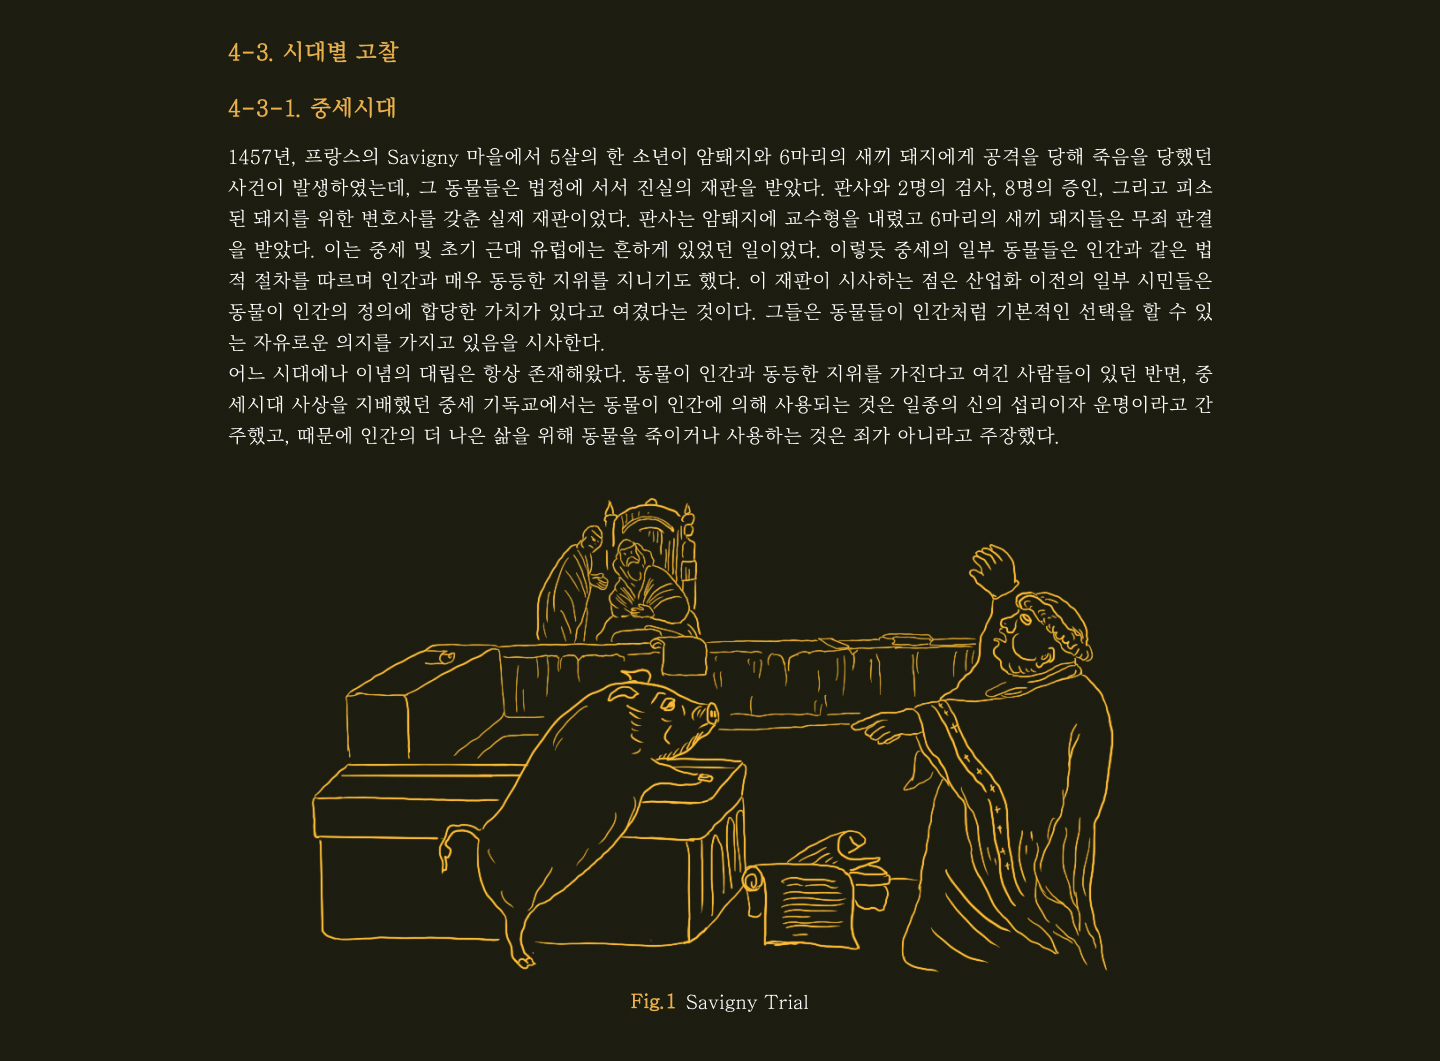 4-3. 시대별 고찰
4-3-1. 중세시대
1457년, 프랑스의 Savigny 마을에서 5살의 한 소년이 암퇘지와 6마리의 새끼 돼지에게 공격을 당해 죽음을 당했던
사건이 발생하였는데, 그 동물들은 법정에 서서 진실의 재판을 받았다. 판사와 2명의 검사, 8명의 증인, 그리고 피소
된 돼지를 위한 변호사를 갖춘 실제 재판이었다. 판사는 암퇘지에 교수형을 내렸고 6마리의 새끼 돼지들은 무죄 판결
을 받았다. 이는 중세 및 초기 근대 유럽에는 흔하게 있었던 일이었다. 이렇듯 중세의 일부 동물들은 인간과 같은 법
적 절차를 따르며 인간과 매우 동등한 지위를 지니기도 했다. 이 재판이 시사하는 점은 산업화 이전의 일부 시민들은
동물이 인간의 정의에 합당한 가치가 있다고 여겼다는 것이다. 그들은 동물들이 인간처럼 기본적인 선택을 할 수 있
는 자유로운 의지를 가지고 있음을 시사한다.
어느 시대에나 이념의 대립은 항상 존재해왔다. 동물이 인간과 동등한 지위를 가진다고 여긴 사람들이 있던 반면, 중
세시대 사상을 지배했던 중세 기독교에서는 동물이 인간에 의해 사용되는 것은 일종의 신의 섭리이자 운명이라고 간
주했고, 때문에 인간의 더 나은 삶을 위해 동물을 죽이거나 사용하는 것은 죄가 아니라고 주장했다.
Fig.1 Savigny Trial